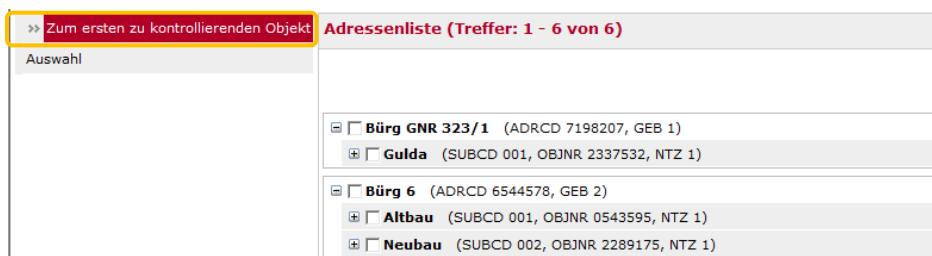 Zum ersten zu kontrollierenden Objekt
Auswahl
Adressenliste (Treffer: 1 - 6 von 6)
Bürg GNR 323/1 (ADRCD 7198207, GEB 1)
Gulda (SUBCD 001, OBJNR 2337532, NTZ 1)
Bürg 6 (ADRCD 6544578, GEB 2)
Altbau (SUBCD 001, OBJNR 0543595, NTZ 1)
Neubau (SUBCD 002, OBJNR 2289175, NTZ 1)